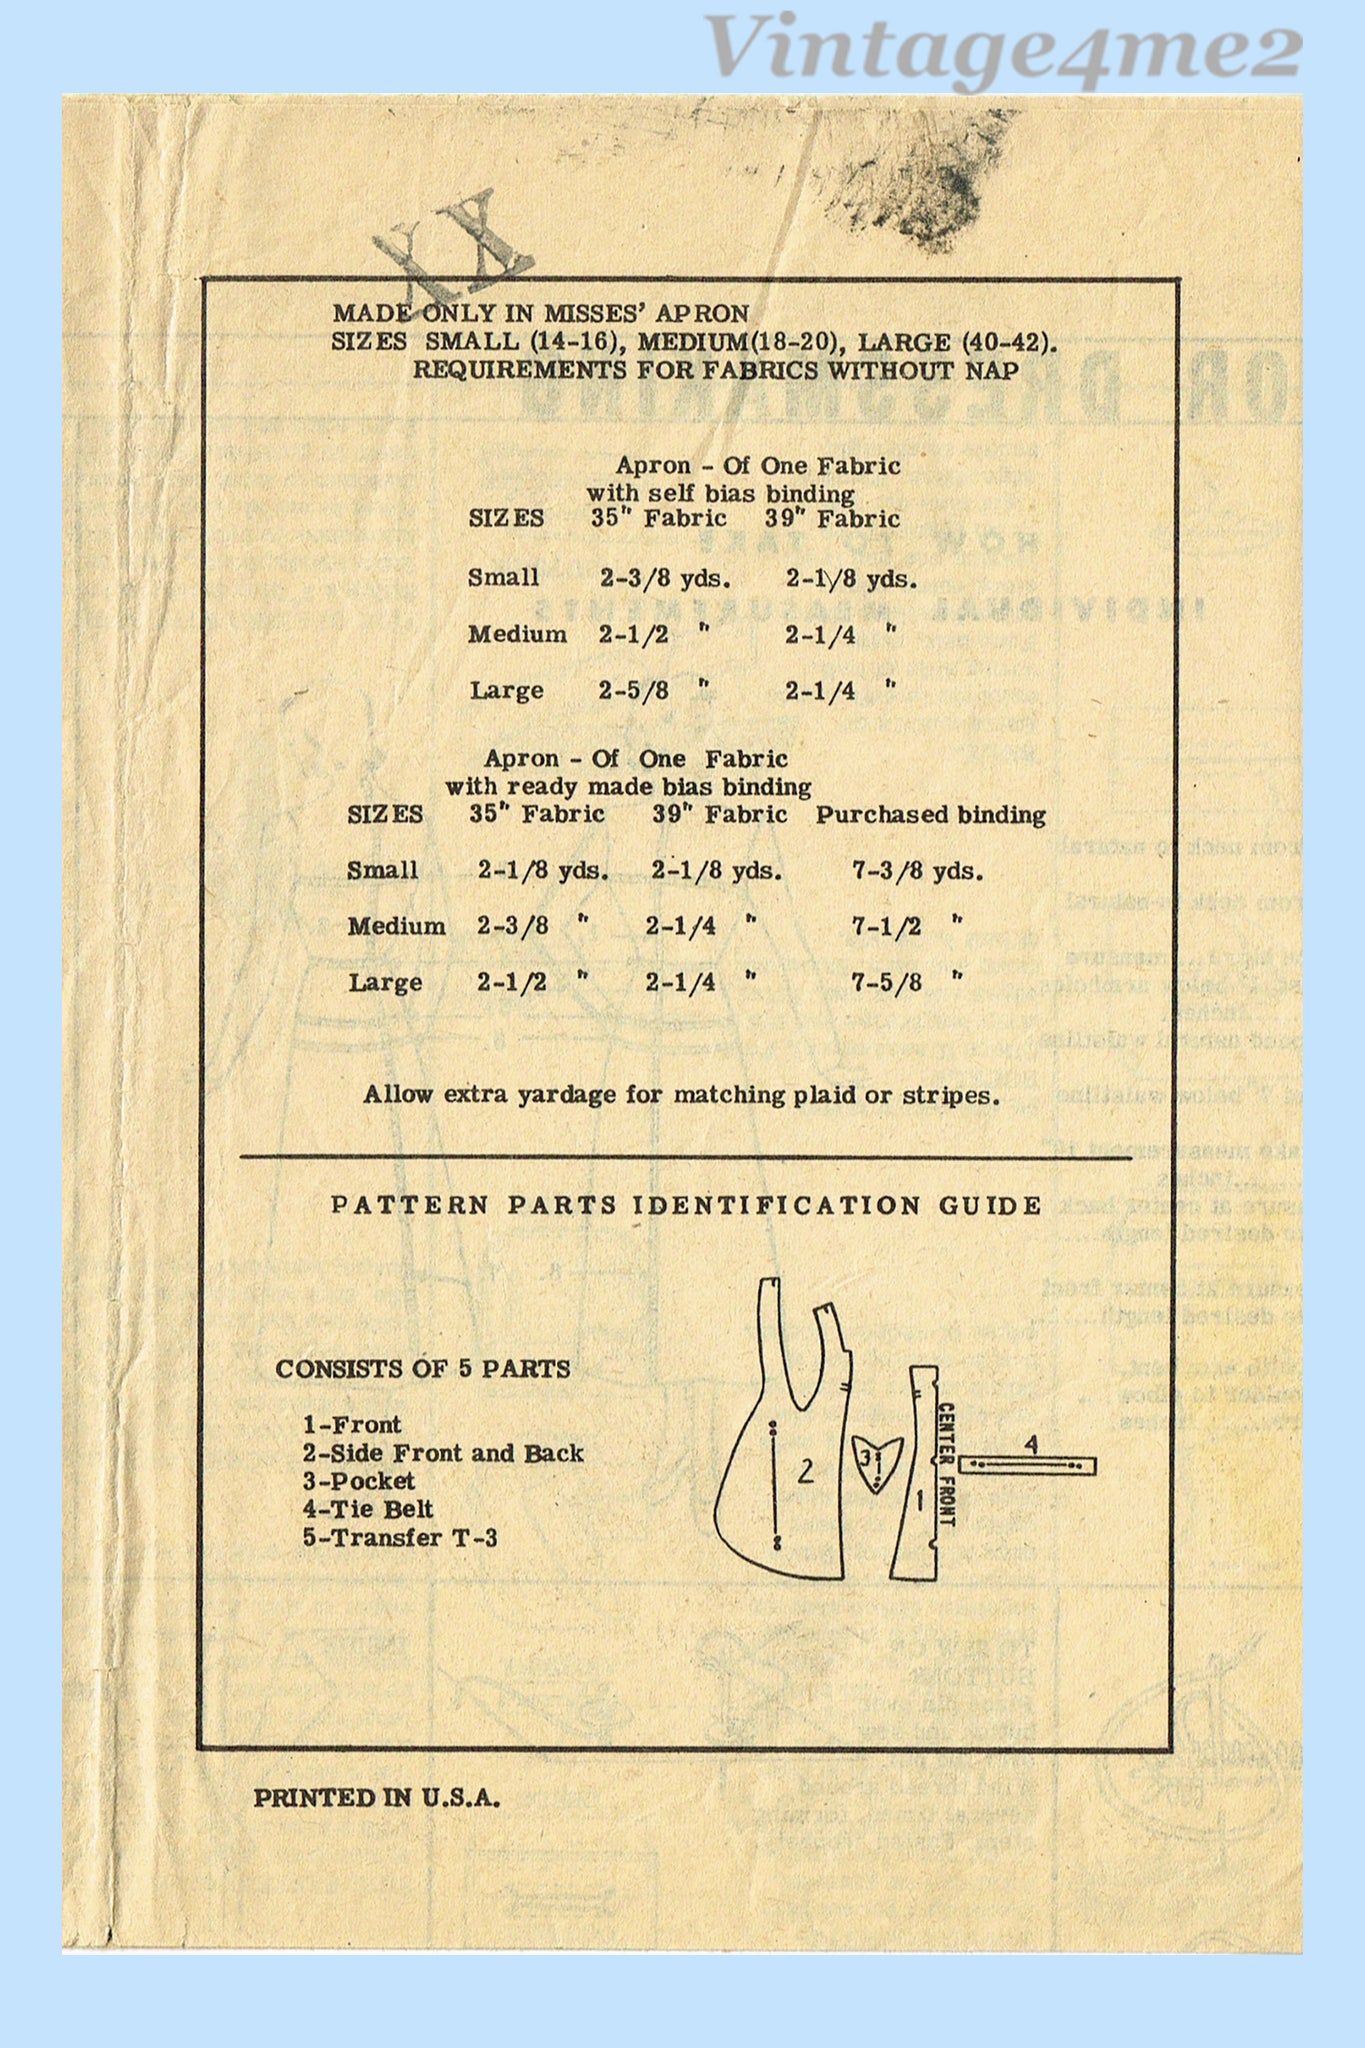 Vintage4me2
XX
MADE ONLY IN MISSES' APRON
SIZES SMALL (14-16), MEDIUM(18-20), LARGE (40-42).
REQUIREMENTS FOR FABRICS WITHOUT NAP
Apron - Of One Fabric
with self bias binding
SIZES 35" Fabric 39" Fabric
Small 2-3/8 yds. 2-1/8 yds.
Medium 2-1/2 " 2-1/4 "
Large 2-5/8 " 2-1/4 "
Apron - Of One Fabric
with ready made bias binding
SIZES 35" Fabric 39" Fabric Purchased binding
Small 2-1/8 yds. 2-1/8 yds. 7-3/8 yds.
Medium 2-3/8 " 2-1/4 " 7-1/2 "
Large 2-1/2 " 2-1/4 " 7-5/8 "
Allow extra yardage for matching plaid or stripes.
PATTERN PARTS IDENTIFICATION GUIDE
CONSISTS OF 5 PARTS
1-Front
2-Side Front and Back
3-Pocket
4-Tie Belt
5-Transfer T-3
2
3
1
CENTER FRONT
4
PRINTED IN U.S.A.